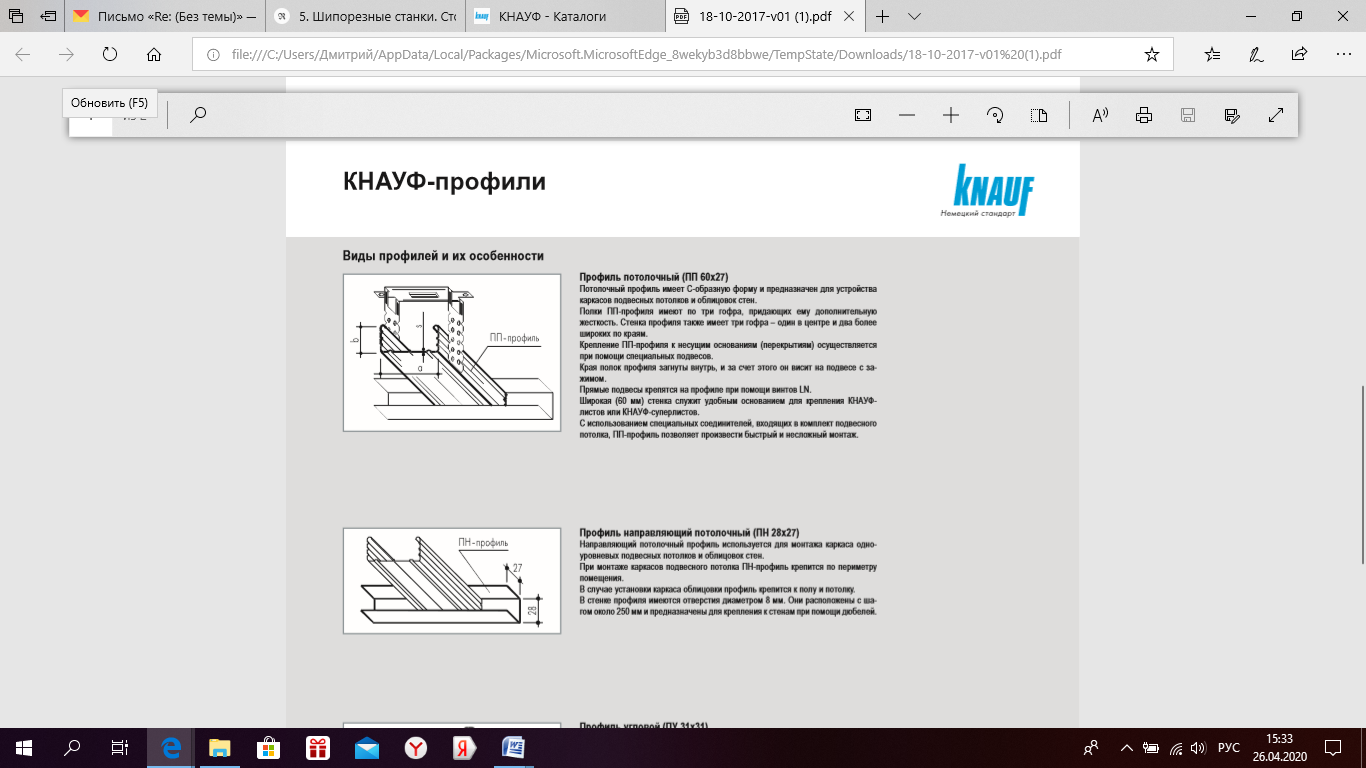 Письмо «Re: (Без темы)» —
5. Шипорезные станки. Сто
КНАУФ - Каталоги
18-10-2017-v01 (1).pdf
file:///C:/Users/Дмитрий/AppData/Local/Packages/Microsoft.MicrosoftEdge_8wekyb3d8bbwe/TempState/Downloads/18-10-2017-v01%20(1).pdf
Обновить (F5)
КНАУФ-профили
KNAUF
Немецкий стандарт
Виды профилей и их особенности
ПП-профиль
b
s
a
Профиль потолочный (ПП 60х27)
Потолочный профиль имеет С-образную форму и предназначен для устройства
каркасов подвесных потолков и облицовок стен.
Полки ПП-профиля имеют по три гофра, придающих ему дополнительную
жесткость. Стенка профиля также имеет три гофра – один в центре и два более
широких по краям.
Крепление ПП-профиля к несущим основаниям (перекрытиям) осуществляется
при помощи специальных подвесов.
Края полок профиля загнуты внутрь, и за счет этого он висит на подвесе с за-
жимом.
Прямые подвесы крепятся на профиле при помощи винтов LN.
Широкая (60 мм) стенка служит удобным основанием для крепления КНАУФ-
листов или КНАУФ-суперлистов.
С использованием специальных соединителей, входящих в комплект подвесного
потолка, ПП-профиль позволяет произвести быстрый и несложный монтаж.
ПН-профиль
27
28
Профиль направляющий потолочный (ПН 28х27)
Направляющий потолочный профиль используется для монтажа каркаса одно-
уровневых подвесных потолков и облицовок стен.
При монтаже каркасов подвесного потолка ПН-профиль крепится по периметру
помещения.
В случае установки каркаса облицовки профиль крепится к полу и потолку.
В стенке профиля имеются отверстия диаметром 8 мм. Они расположены с ша-
гом около 250 мм и предназначены для крепления к стенам при помощи дюбелей.
Профиль угловой (ПУ 31х31)
РУС
15:33
26.04.2020